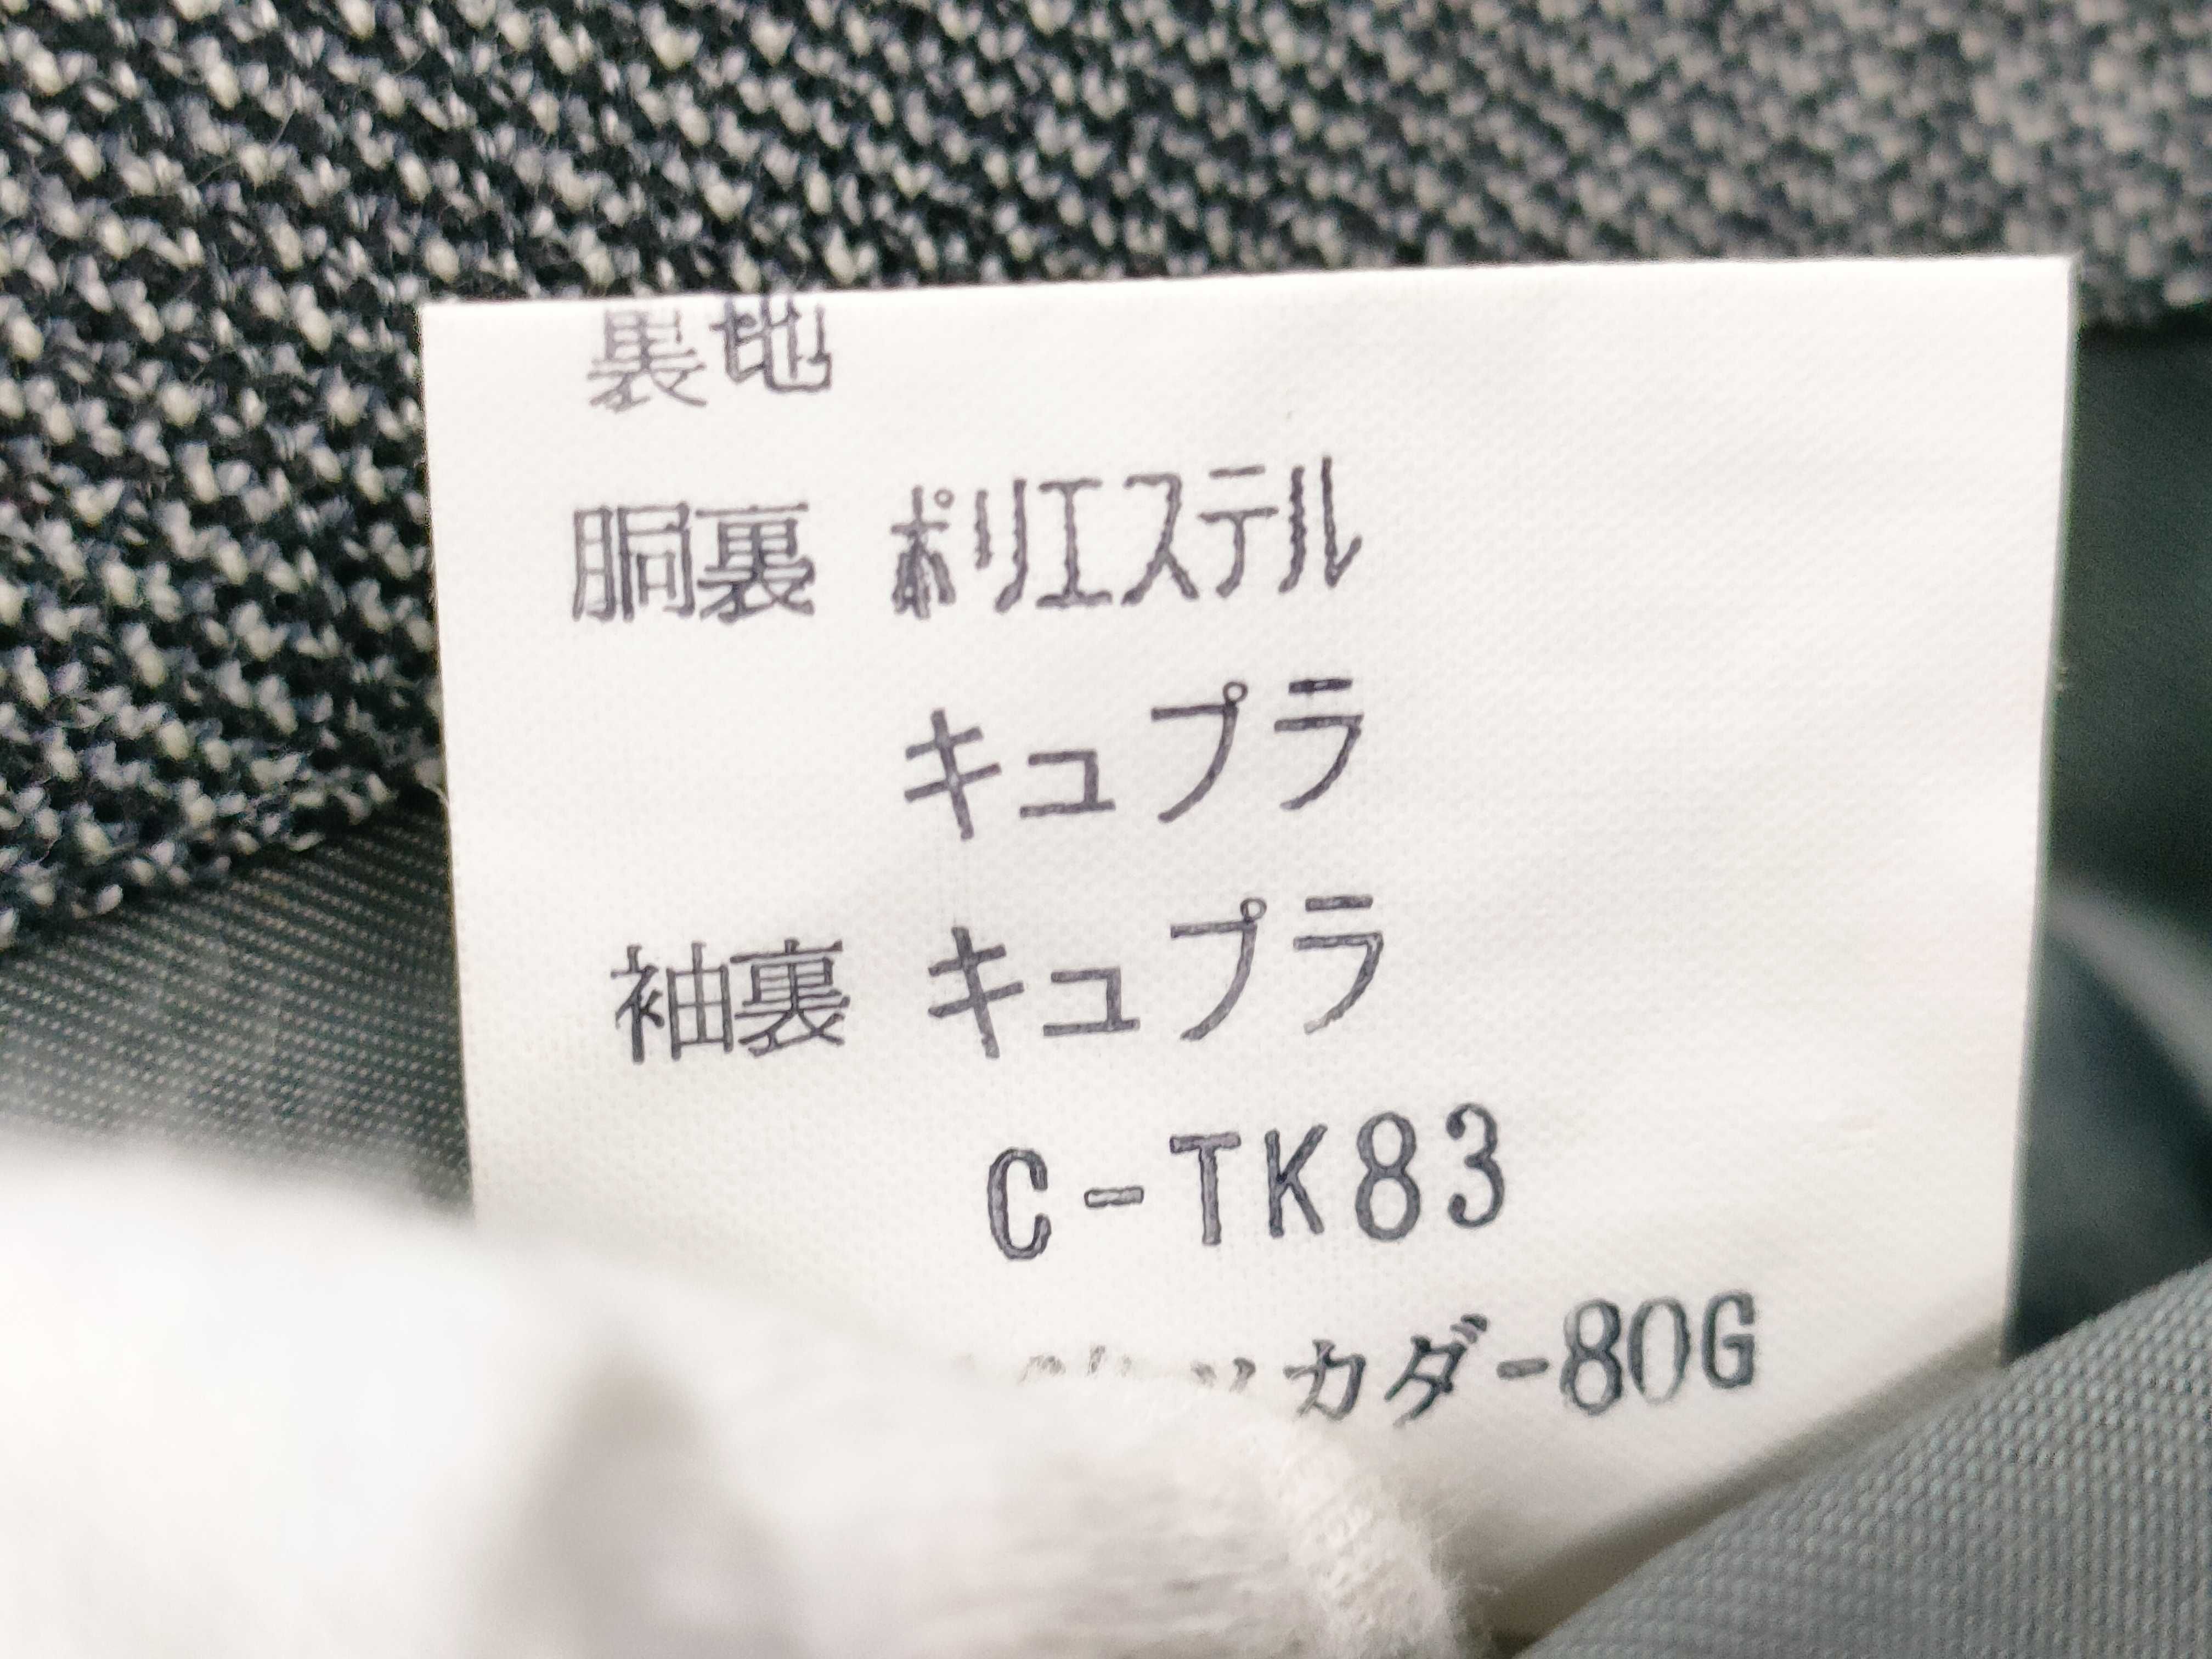 裏地
胴裏 ポリエステル
キュプラ
袖裏 キュプラ
C-TK83
カダ-80G